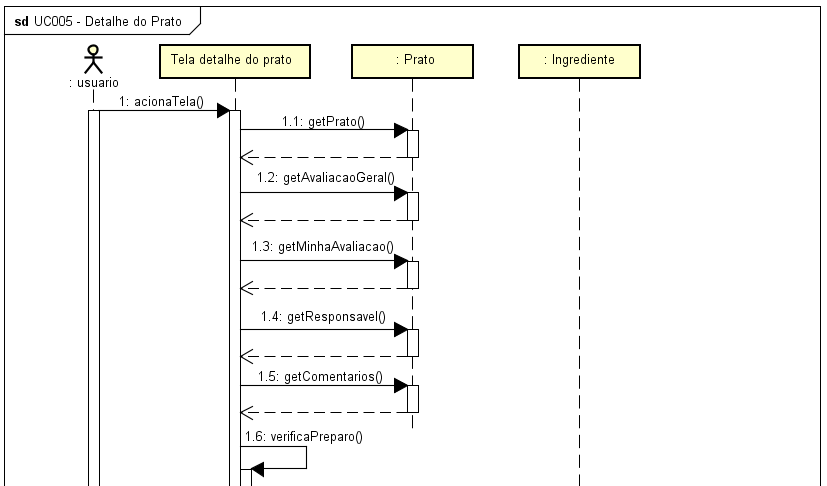 sd UC005 - Detalhe do Prato
: usuario
Tela detalhe do prato
: Prato
: Ingrediente
1: acionaTela()
1.1: getPrato()
1.2: getAvaliacaoGeral()
1.3: getMinhaAvaliacao()
1.4: getResponsavel()
1.5: getComentarios()
1.6: verificaPreparo()